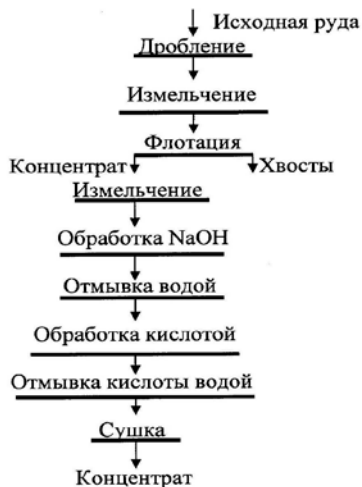 Исходная руда
Дробление
Измельчение
Флотация
Концентрат Хвосты
Измельчение
Обработка NaOH
Отмывка водой
Обработка кислотой
Отмывка кислоты водой
Сушка
Концентрат